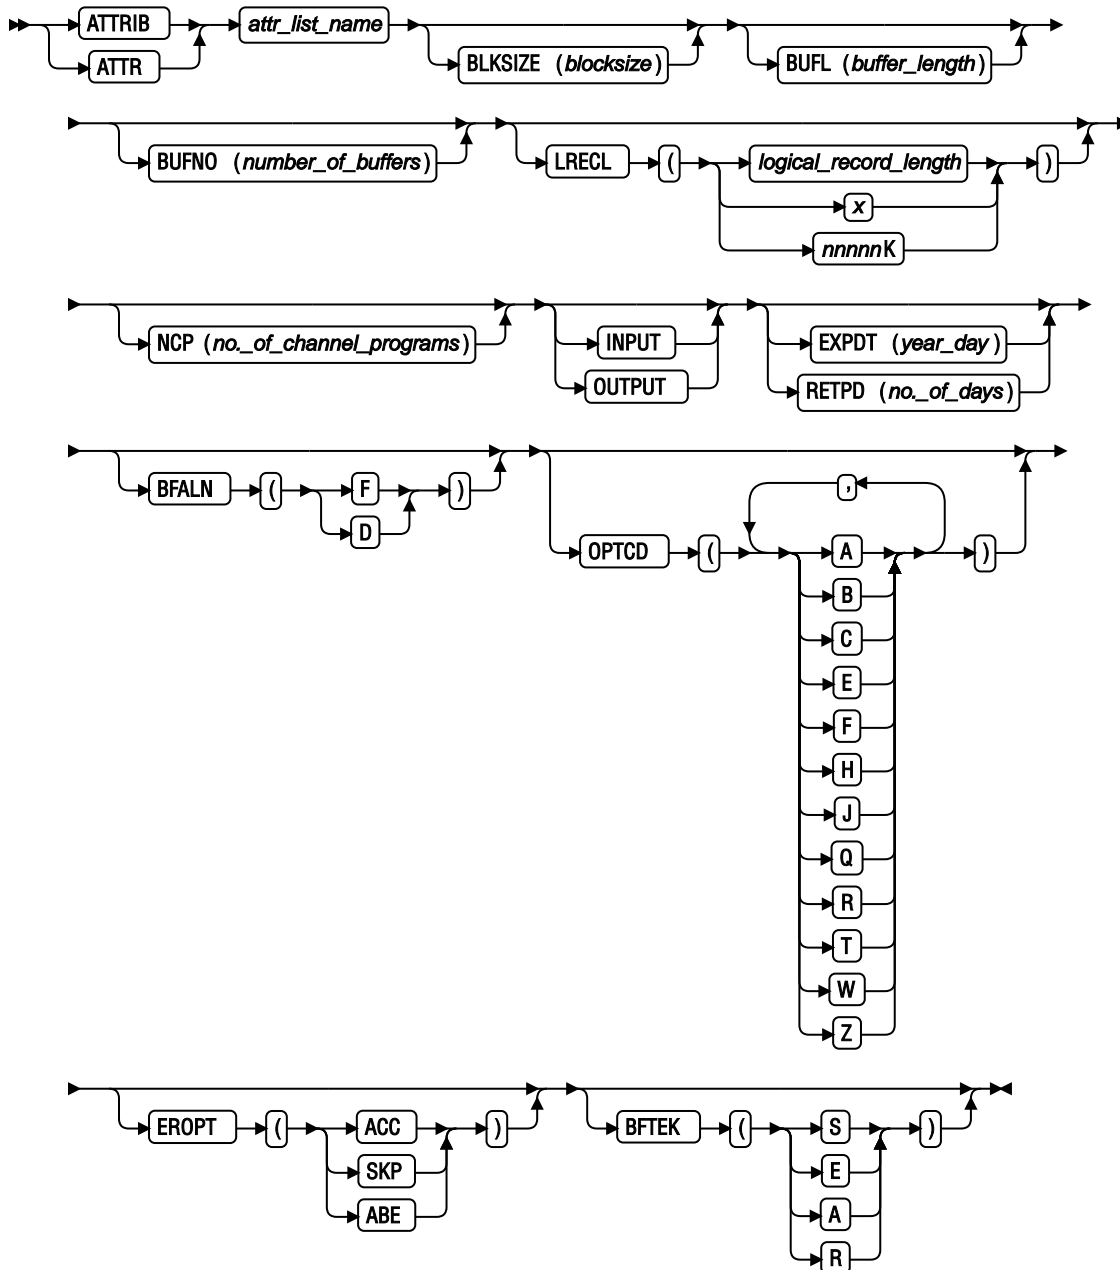 ATTRIB attr_list_name
ATTR BLKSIZE (blocksize) BUFL (buffer_length)
BUFNO (number_of_buffers) LRECL ( logical_record_length )
x
nnnnnK
NCP (no._of_channel_programs) INPUT EXPDT (year_day)
OUTPUT RETPD (no._of_days)
BFALN ( F ) ,
D
OPTCD ( A )
B
C
E
F
H
J
Q
R
T
W
Z
EROPT ( ACC ) BFTEK ( S )
SKP E
ABE A
R